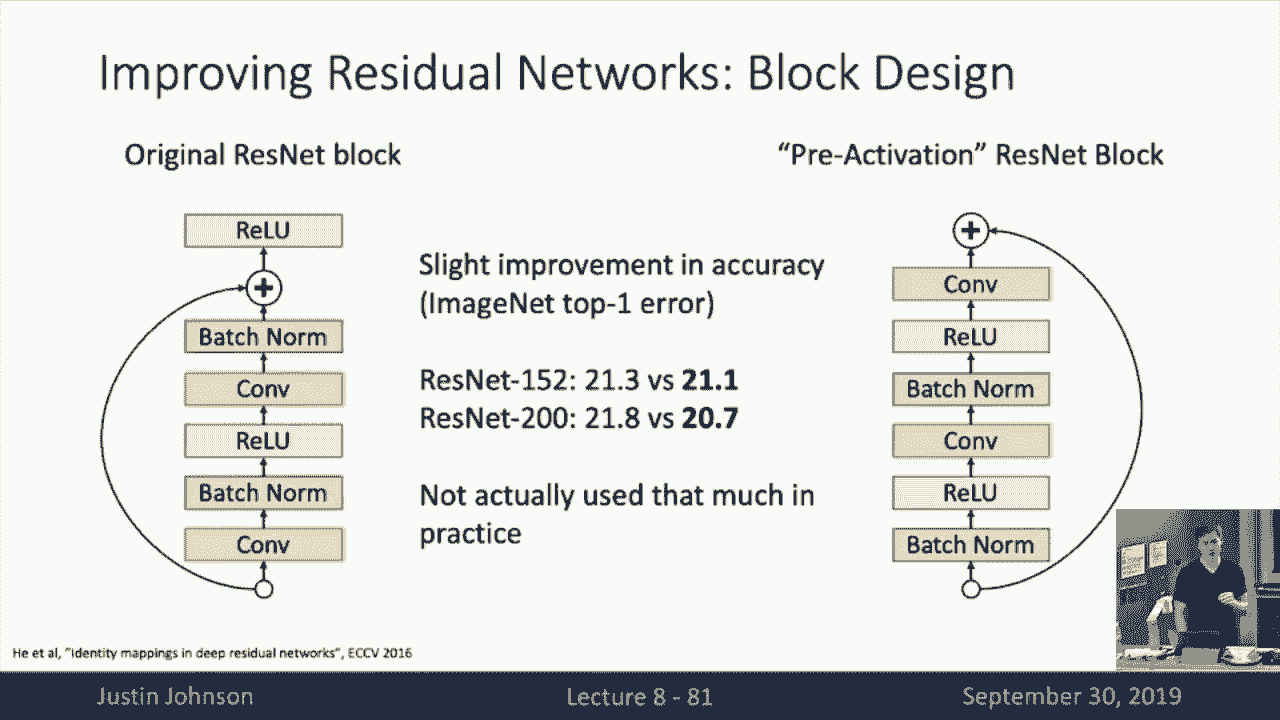 Improving Residual Networks: Block Design
Original ResNet block
"Pre-Activation" ResNet Block
ReLU
Batch Norm
Conv
ReLU
Batch Norm
Conv
Slight improvement in accuracy
(ImageNet top-1 error)
ResNet-152: 21.3 vs 21.1
ResNet-200: 21.8 vs 20.7
Not actually used that much in
practice
Conv
ReLU
Batch Norm
Conv
ReLU
Batch Norm
He et al, "Identity mappings in deep residual networks", ECCV 2016
Justin Johnson
Lecture 8 - 81
September 30, 2019